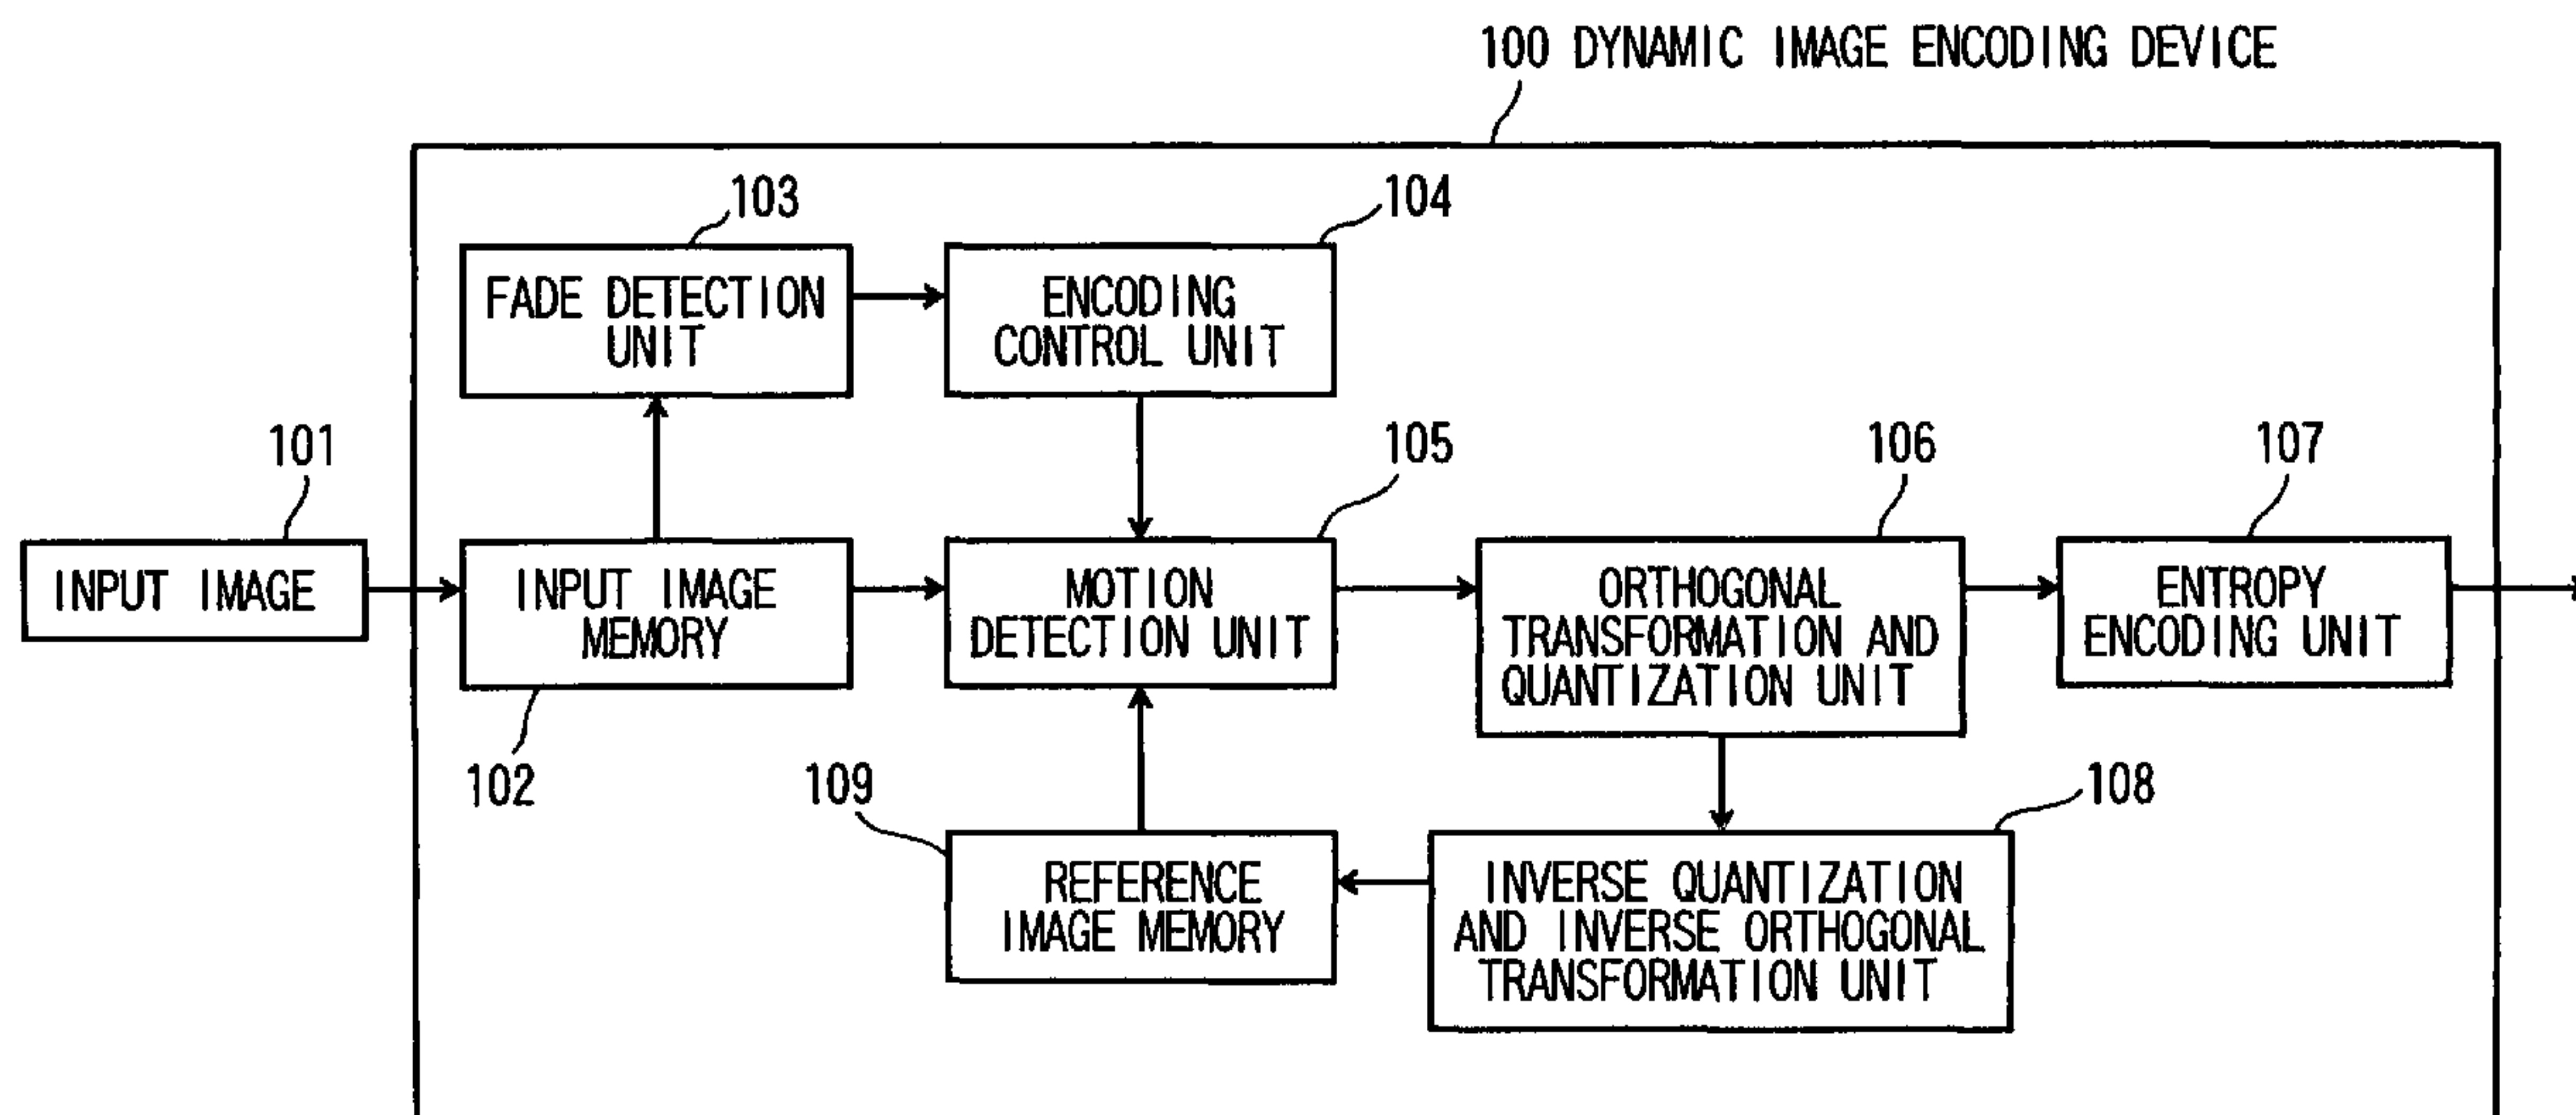 100 DYNAMIC IMAGE ENCODING DEVICE
103
104
FADE DETECTION
UNIT
ENCODING
CONTROL UNIT
101
105
106
107
INPUT IMAGE
INPUT IMAGE
MEMORY
MOTION
DETECTION UNIT
ORTHOGONAL
TRANSFORMATION AND
QUANTIZATION UNIT
ENTROPY
ENCODING UNIT
102
109
108
REFERENCE
IMAGE MEMORY
INVERSE QUANTIZATION
AND INVERSE ORTHOGONAL
TRANSFORMATION UNIT